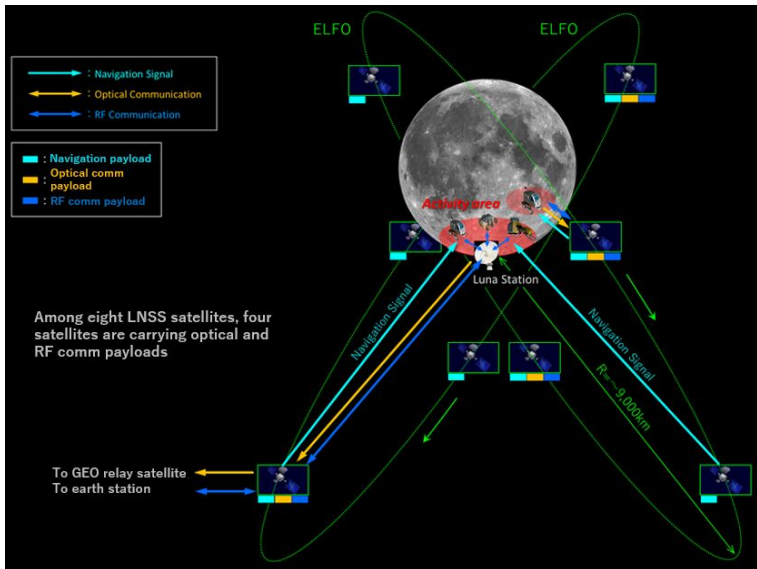 ELFO
ELFO
: Navigation Signal
: Optical Communication
: RF Communication
: Navigation payload
: Optical comm
payload
: RF comm payload
Activity area
Luna Station
Among eight LNSS satellites, four
satellites are carrying optical and
RF comm payloads
Navigation Signal
Navigation Signal
R=~9,000km
To GEO relay satellite
To earth station